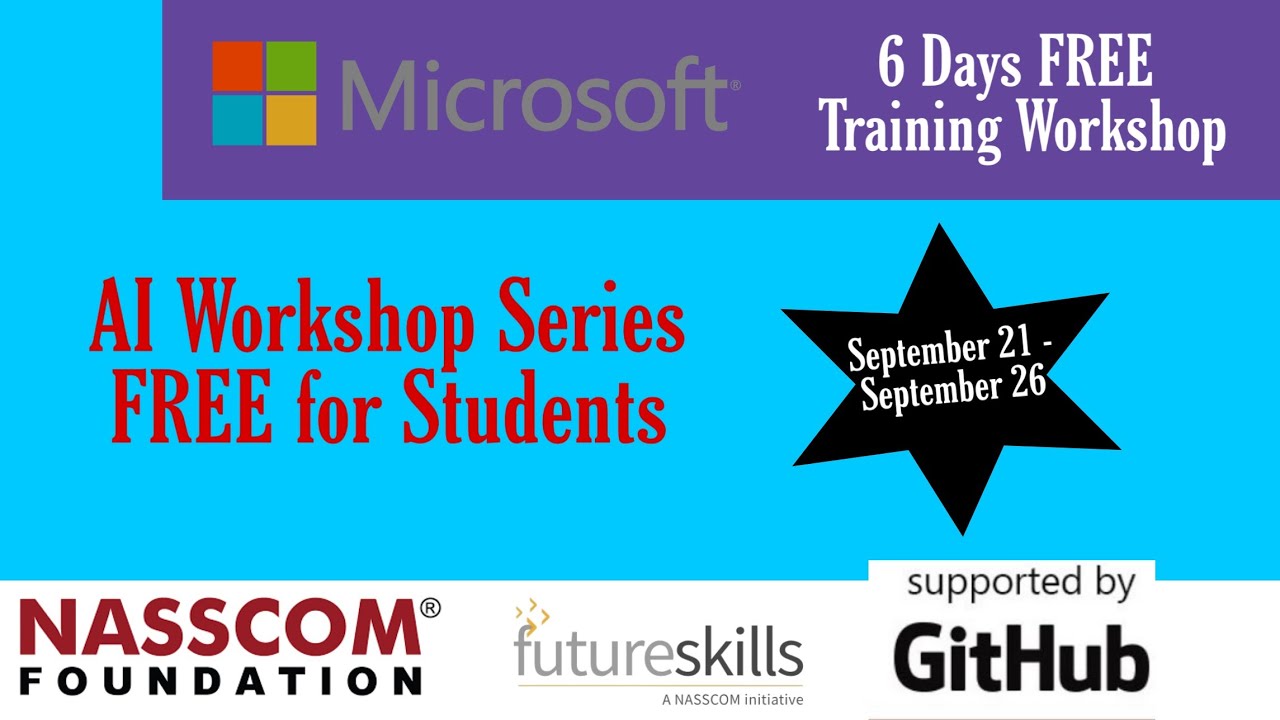 Microsoft®
6 Days FREE
Training Workshop
AI Workshop Series
FREE for Students
September 21 -
September 26
NASSCOM®
FOUNDATION
futureskills
A NASSCOM initiative
supported by
GitHub